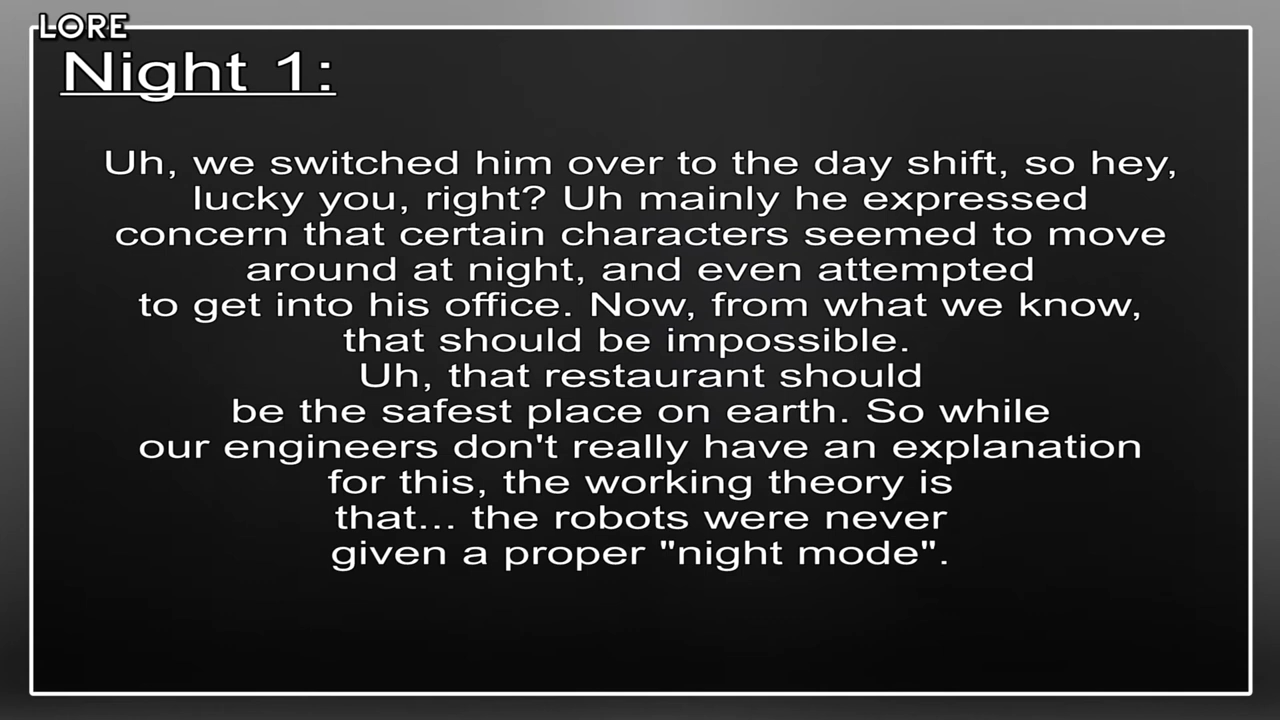 LORE
Night 1:
Uh, we switched him over to the day shift, so hey,
lucky you, right? Uh mainly he expressed
concern that certain characters seemed to move
around at night, and even attempted
to get into his office. Now, from what we know,
that should be impossible.
Uh, that restaurant should
be the safest place on earth. So while
our engineers don't really have an explanation
for this, the working theory is
that... the robots were never
given a proper "night mode".